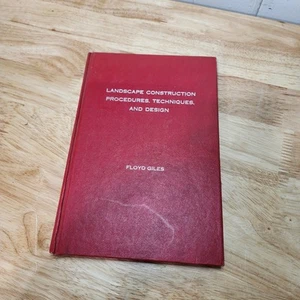 LANDSCAPE CONSTRUCTION
PROCEDURES, TECHNIQUES,
AND DESIGN
FLOYD GILES